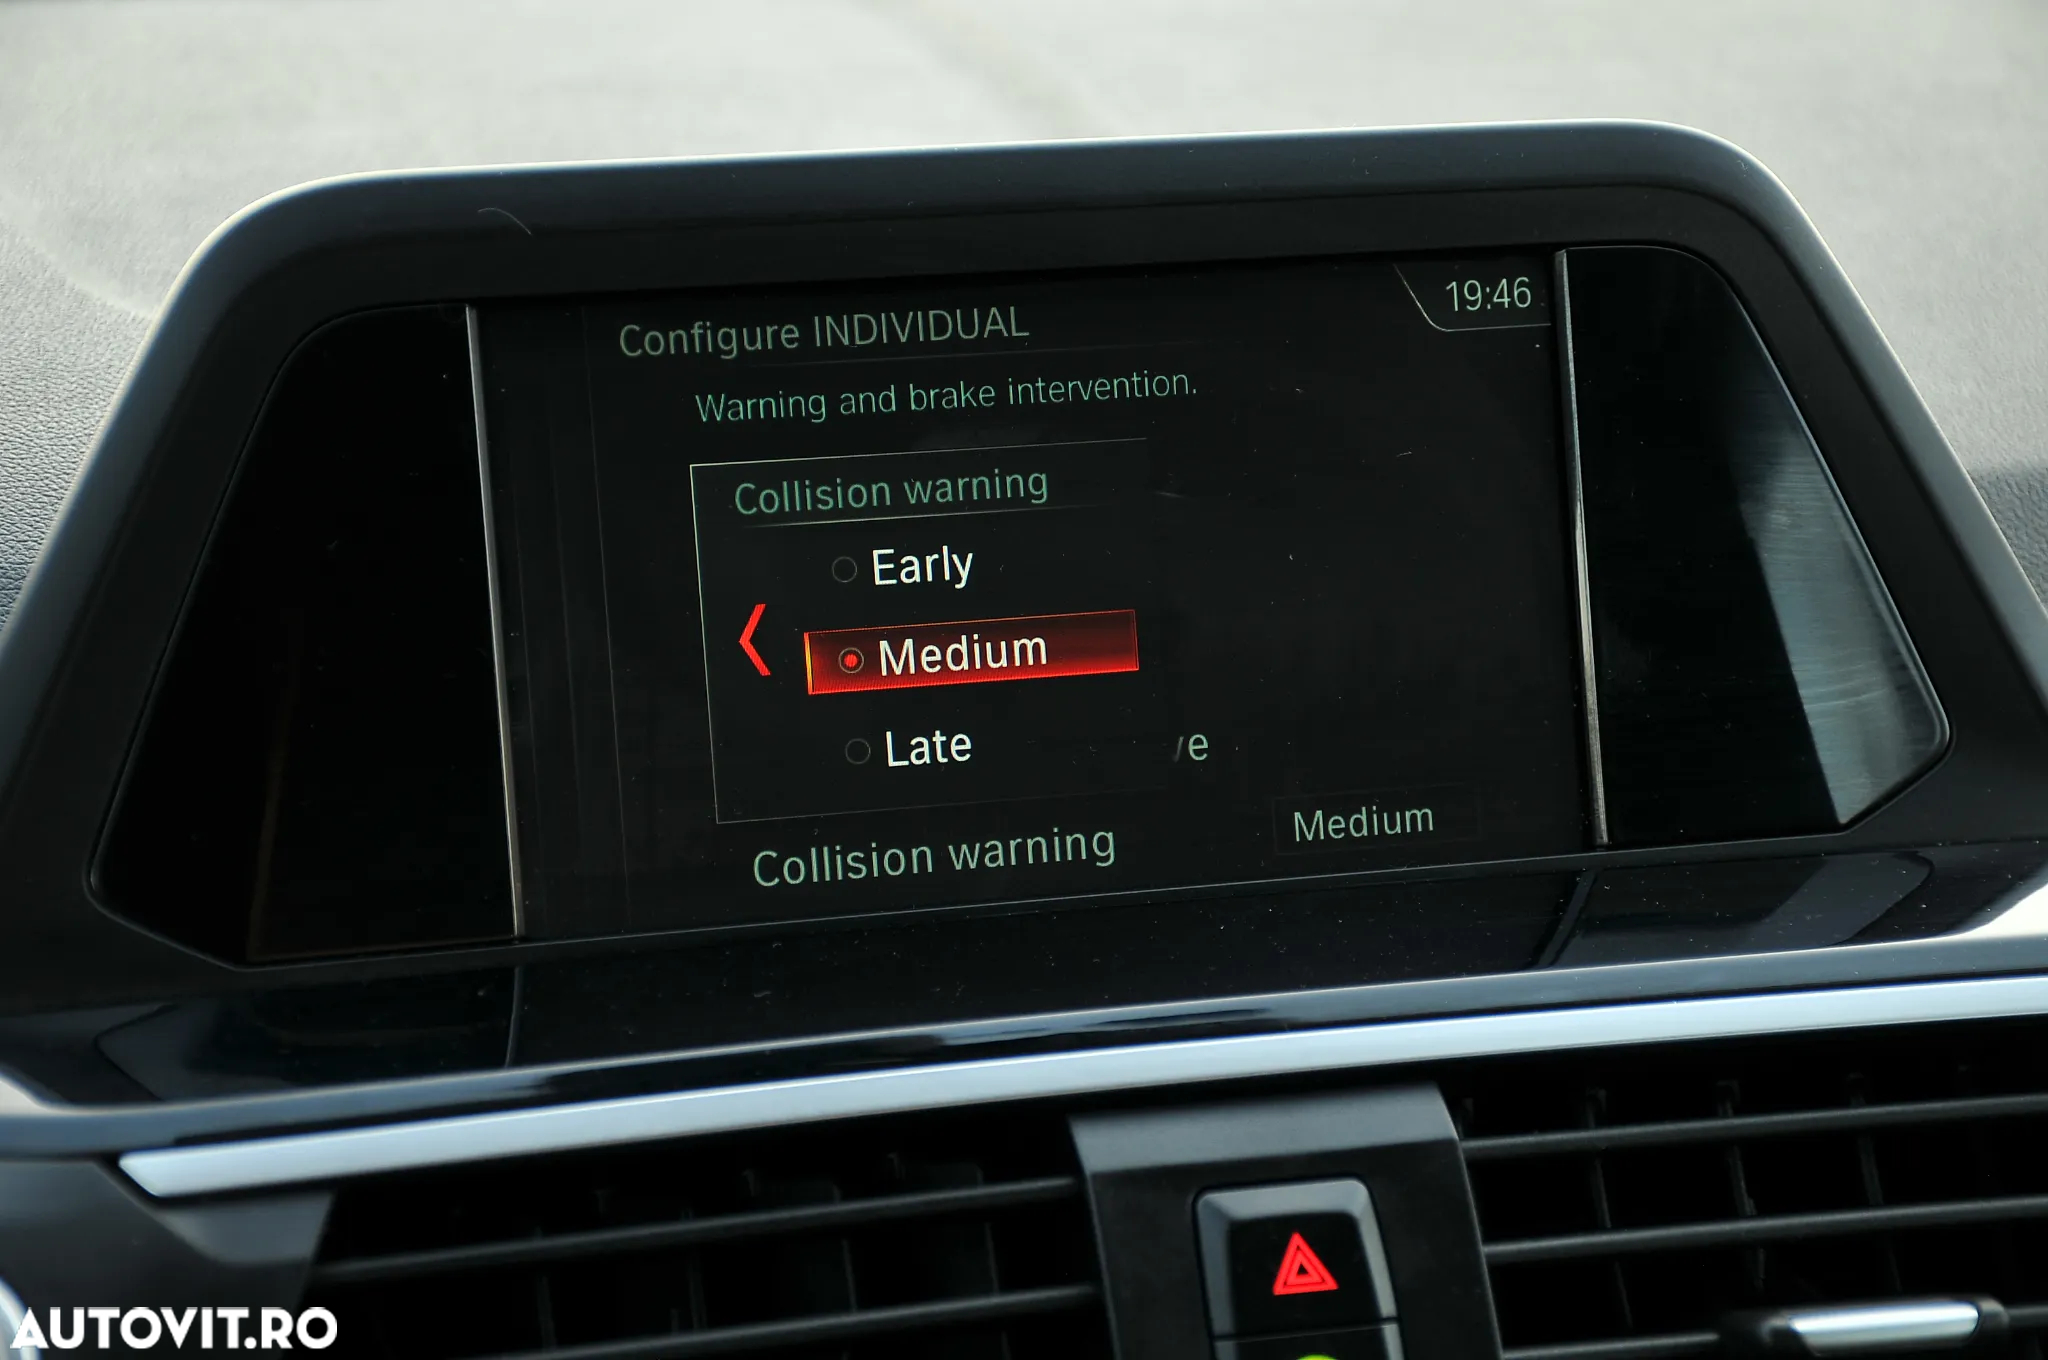 19:46
Configure INDIVIDUAL
Warning and brake intervention.
Collision warning
Early
Medium
Late
Collision warning Medium
AUTOVIT.RO